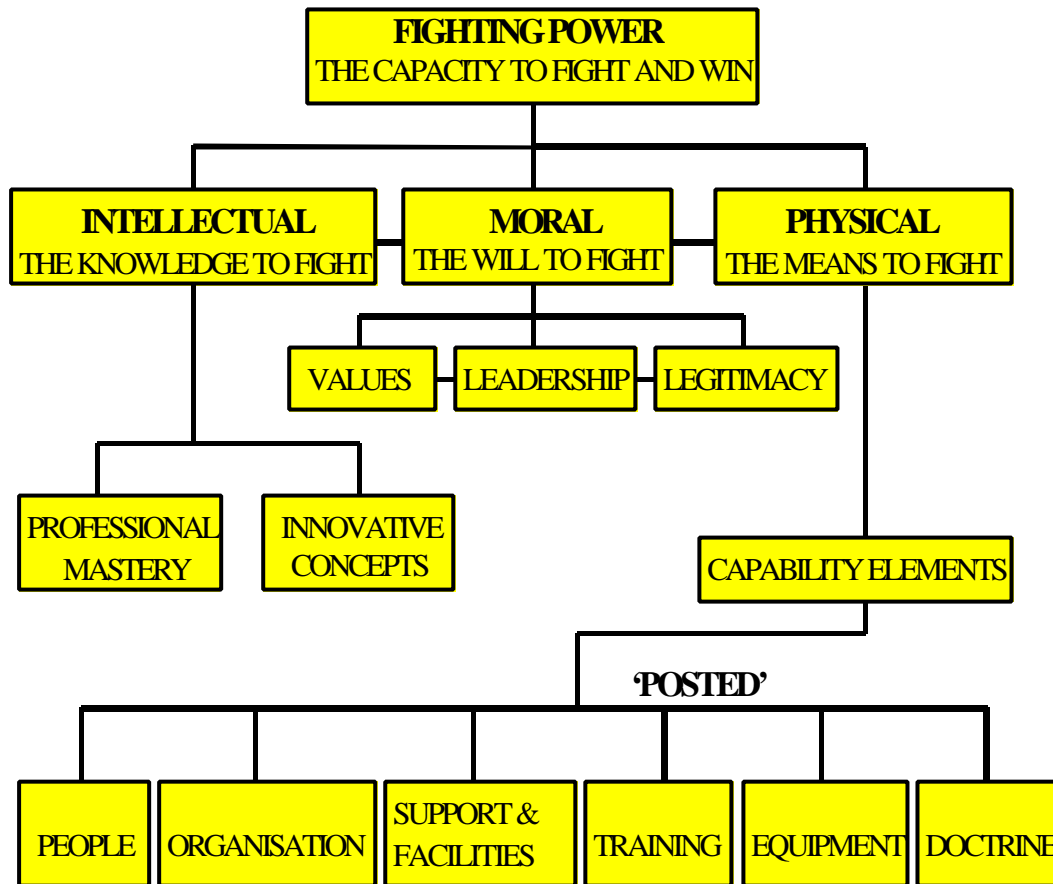 FIGHTING POWER
THE CAPACITY TO FIGHT AND WIN
INTELLECTUAL
THE KNOWLEDGE TO FIGHT
MORAL
THE WILL TO FIGHT
PHYSICAL
THE MEANS TO FIGHT
VALUES
LEADERSHIP
LEGITIMACY
PROFESSIONAL
MASTERY
INNOVATIVE
CONCEPTS
CAPABILITY ELEMENTS
‘POSTED’
PEOPLE
ORGANISATION
SUPPORT &
FACILITIES
TRAINING
EQUIPMENT
DOCTRINE